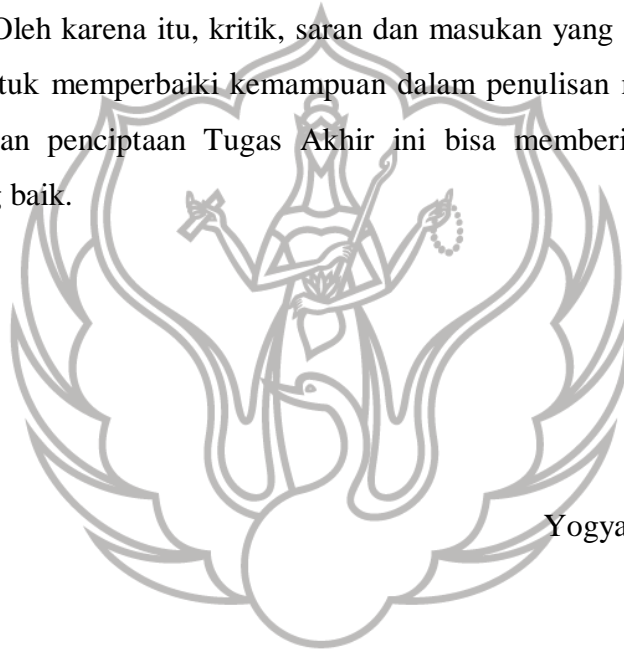 Oleh karena itu, kritik, saran dan masukan yang
tuk memperbaiki kemampuan dalam penulisan
an penciptaan Tugas Akhir ini bisa memberi
baik.
Yogya